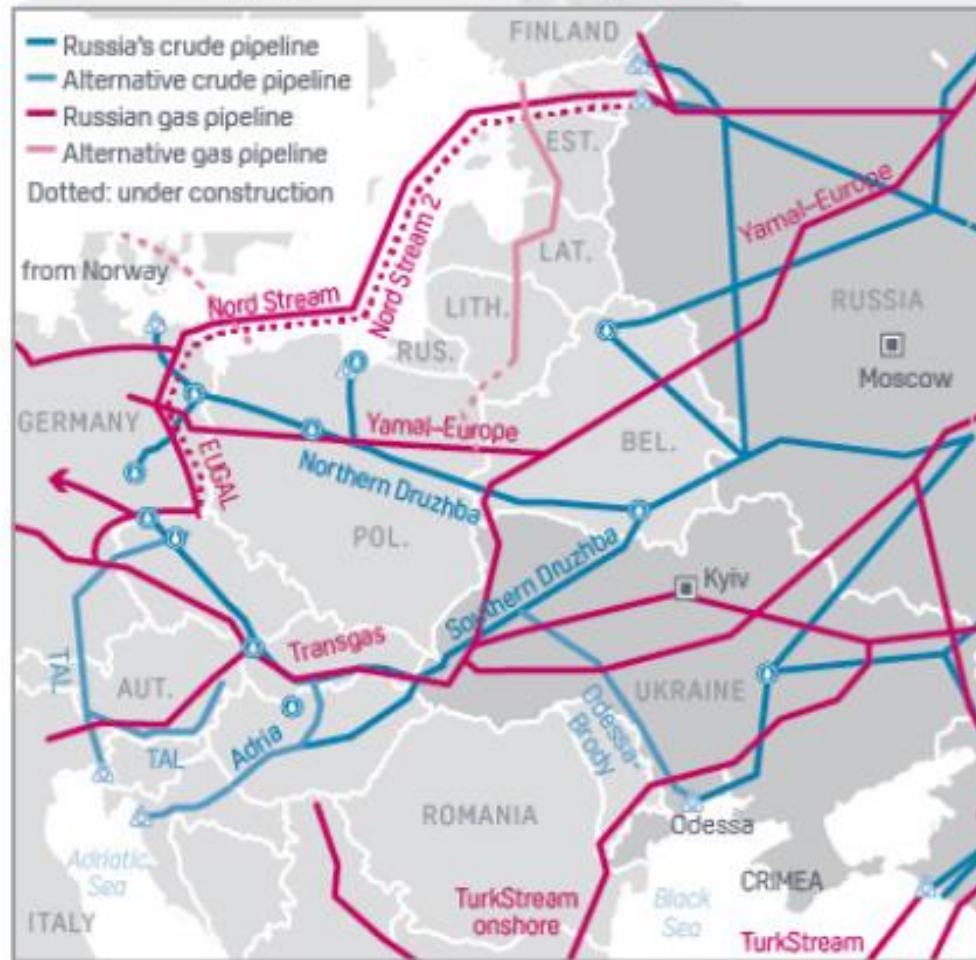 Russia's crude pipeline
Alternative crude pipeline
Russian gas pipeline
Alternative gas pipeline
Dotted: under construction
FINLAND
EST.
Yamal–Europe
from Norway
LAT.
Nord Stream
Nord Stream 2
LITH.
RUSSIA
RUS.
Moscow
GERMANY
Yamal–Europe
BEL.
EUGAL
Northern Druzhba
POL.
Southern Druzhba
Kyiv
Transgas
TAL
AUT.
UKRAINE
Adria
TAL
Odessa-
Brody
ROMANIA
Odessa
Adriatic
Sea
CRIMEA
TurkStream
onshore
Black
Sea
ITALY
TurkStream